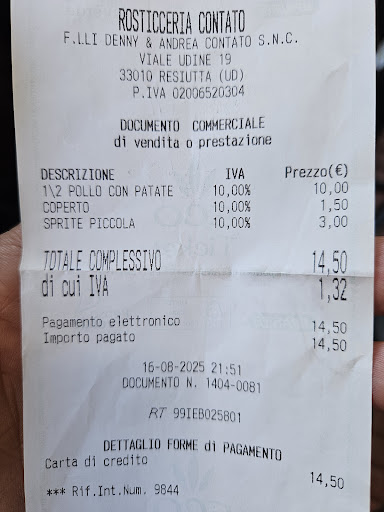 ROSTICCERIA CONTATO
F.LLI DENNY & ANDREA CONTATO S.N.C.
VIALE UDINE 19
33010 RESIUTTA (UD)
P.IVA 02006520304
DOCUMENTO COMMERCIALE
di vendita o prestazione
DESCRIZIONE IVA Prezzo(€)
1\2 POLLO CON PATATE 10,00% 10,00
COPERTO 10,00% 1,50
SPRITE PICCOLA 10,00% 3,00
TOTALE COMPLESSIVO 14,50
di cui IVA 1,32
Pagamento elettronico 14,50
Importo pagato 14,50
16-08-2025 21:51
DOCUMENTO N. 1404-0081
RT 99IEB025801
DETTAGLIO FORME di PAGAMENTO
Carta di credito 14,50
*** Rif.Int.Num. 9844